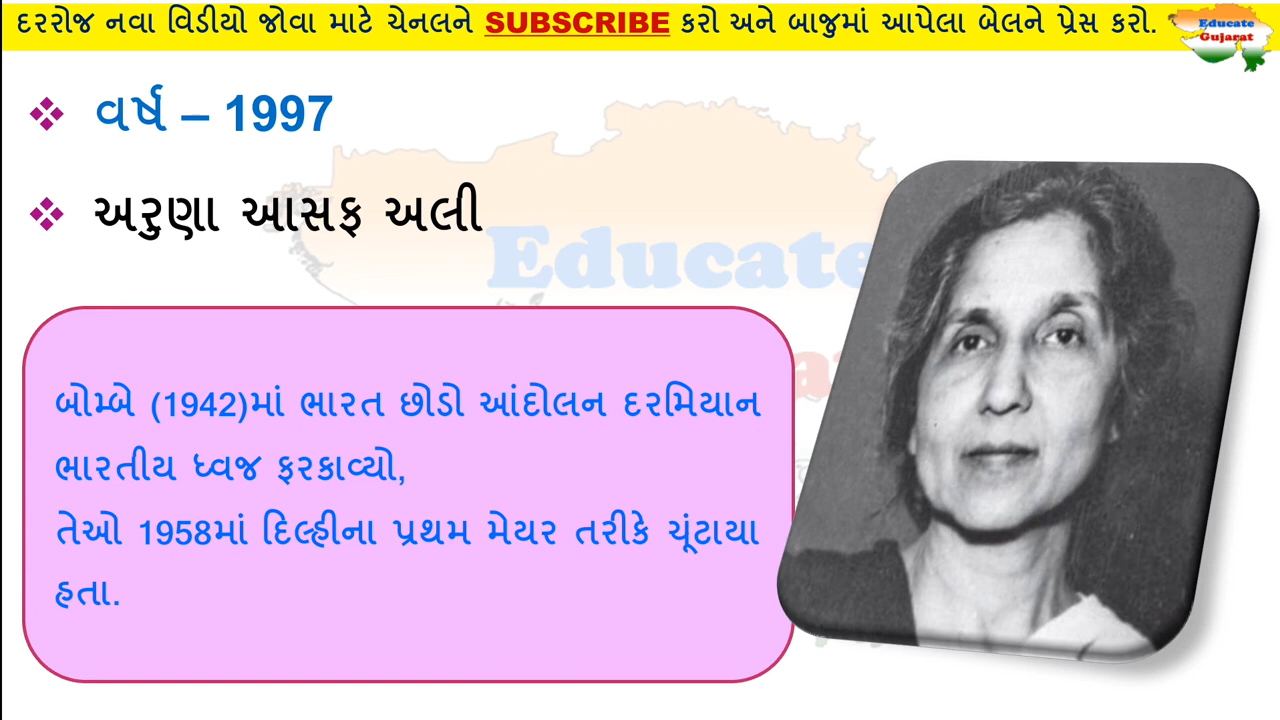 દરરોજ નવા વિડીયો જોવા માટે ચેનલને SUBSCRIBE કરો અને બાજુમાં આપેલા બેલને પ્રેસ કરો.
Educate
Gujarat
વર્ષ – 1997
અરુણા આસફ અલી
Educate
બોમ્બે (1942)માં ભારત છોડો આંદોલન દરમિયાન
ભારતીય ધ્વજ ફરકાવ્યો,
તેઓ 1958માં દિલ્હીના પ્રથમ મેયર તરીકે ચૂંટાયા
હતા.